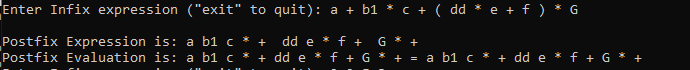 Enter Infix expression ("exit" to quit): a + b1 * c + ( dd * e + f ) * G
Postfix Expression is: a b1 c * +  dd e * f +  G * +
Postfix Evaluation is: a b1 c * + dd e * f + G * + = a b1 c * + dd e * f + G * +